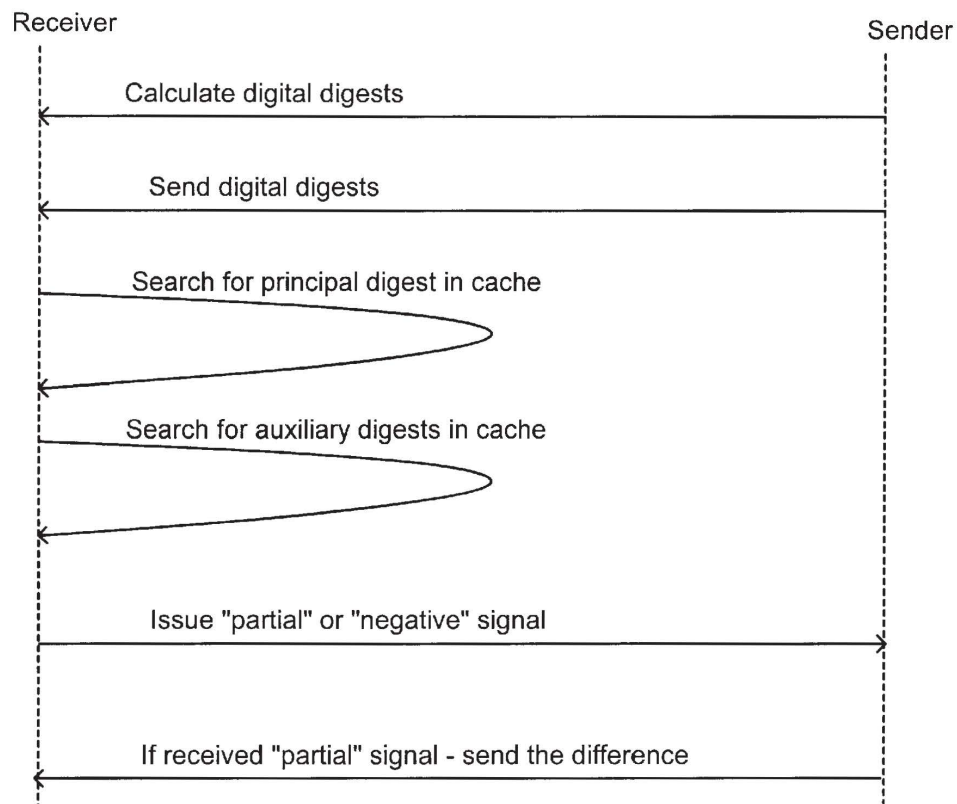 Receiver
Sender
Calculate digital digests
Send digital digests
Search for principal digest in cache
Search for auxiliary digests in cache
Issue "partial" or "negative" signal
If received "partial" signal - send the difference